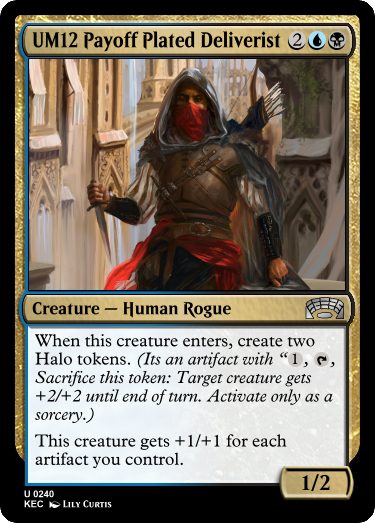 UM12 Payoff Plated Deliverist 2
When this creature enters, create two
Halo tokens. (Its an artifact with “1, ,
Sacrifice this token: Target creature gets
+2/+2 until end of turn. Activate only as a
sorcery.)
This creature gets +1/+1 for each
artifact you control.
Creature — Human Rogue
1/2
U 0240
KEC Lily Curtis